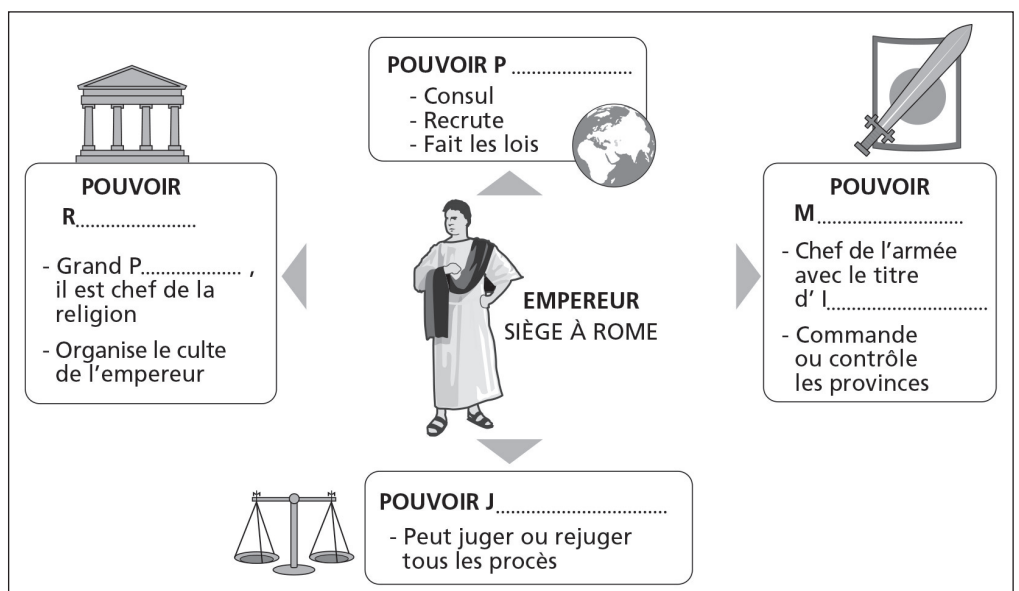 POUVOIR P ........................
- Consul
- Recrute
- Fait les lois
POUVOIR
R........................
- Grand P................... ,
il est chef de la
religion
- Organise le culte
de l'empereur
EMPEREUR
SIÈGE À ROME
POUVOIR
M............................
- Chef de l'armée
avec le titre
d' I................................
- Commande
ou contrôle
les provinces
POUVOIR J..................................
- Peut juger ou rejuger
tous les procès